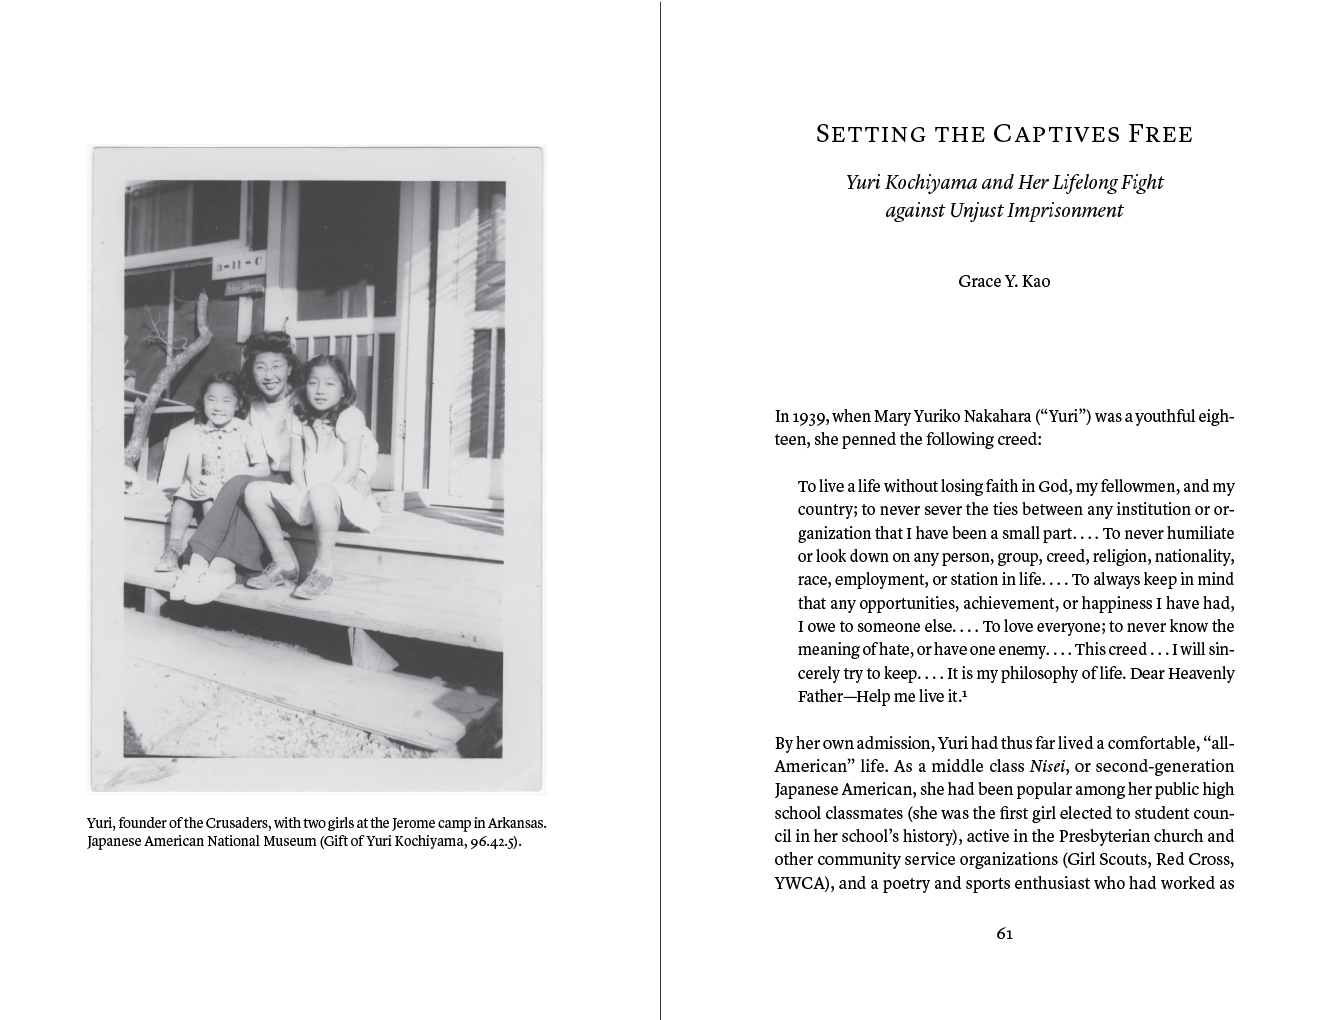 3-11-C
Yuri, founder of the Crusaders, with two girls at the Jerome camp in Arkansas.
Japanese American National Museum (Gift of Yuri Kochiyama, 96.42.5).
SETTING THE CAPTIVES FREE
Yuri Kochiyama and Her Lifelong Fight
against Unjust Imprisonment
Grace Y. Kao
In 1939, when Mary Yuriko Nakahara (“Yuri”) was a youthful eigh-
teen, she penned the following creed:
To live a life without losing faith in God, my fellowmen, and my
country; to never sever the ties between any institution or or-
ganization that I have been a small part. . . . To never humiliate
or look down on any person, group, creed, religion, nationality,
race, employment, or station in life. . . . To always keep in mind
that any opportunities, achievement, or happiness I have had,
I owe to someone else. . . . To love everyone; to never know the
meaning of hate, or have one enemy. . . . This creed . . . I will sin-
cerely try to keep. . . . It is my philosophy of life. Dear Heavenly
Father—Help me live it.¹
By her own admission, Yuri had thus far lived a comfortable, “all-
American” life. As a middle class Nisei, or second-generation
Japanese American, she had been popular among her public high
school classmates (she was the first girl elected to student coun-
cil in her school’s history), active in the Presbyterian church and
other community service organizations (Girl Scouts, Red Cross,
YWCA), and a poetry and sports enthusiast who had worked as
61